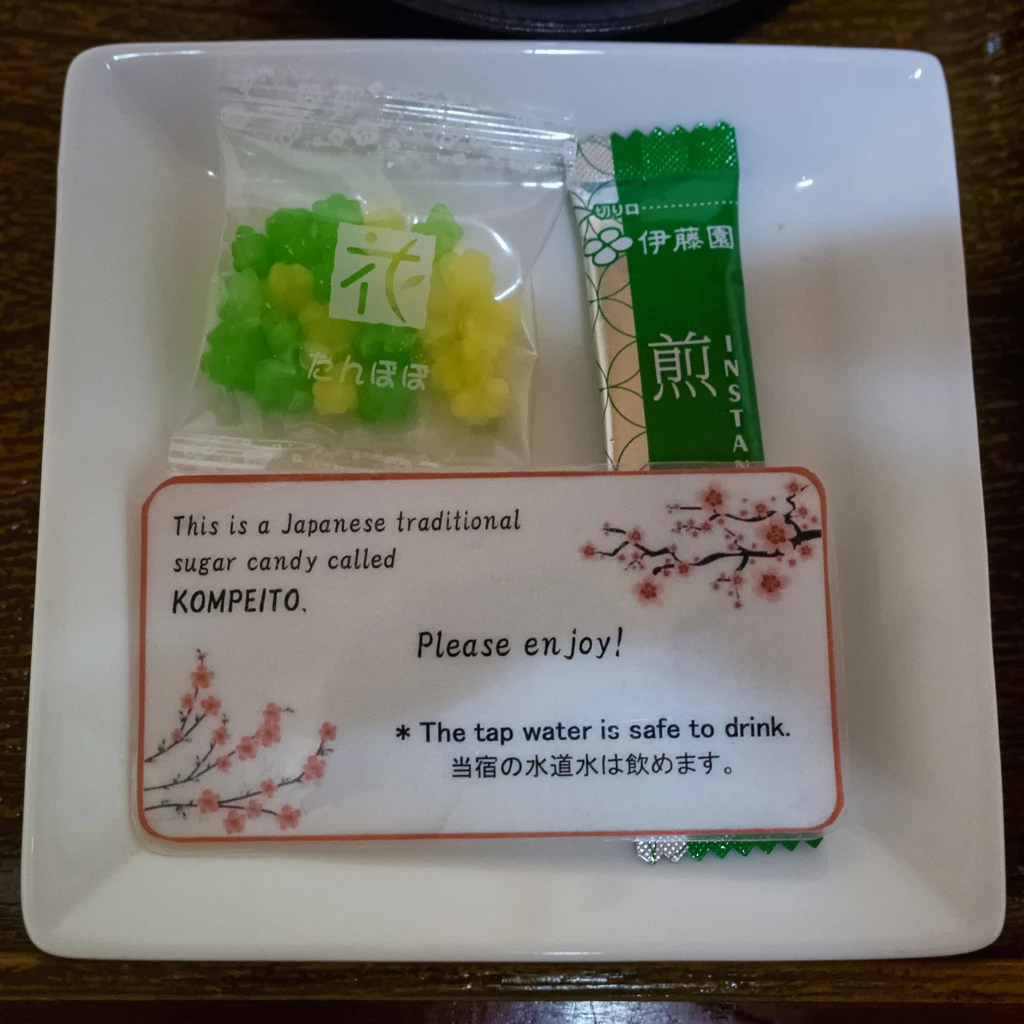 花
たんぽぽ
切り口
伊藤園
煎
INSTAN
This is a Japanese traditional
sugar candy called
KOMPEITO.
Please enjoy!
* The tap water is safe to drink.
当宿の水道水は飲めます。